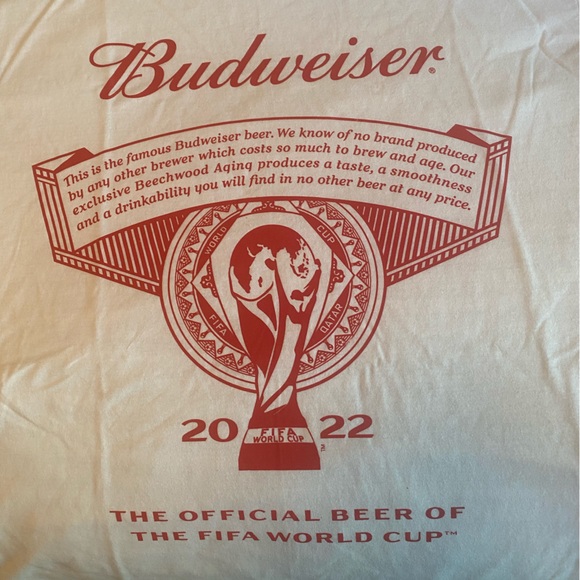 Budweiser®
This is the famous Budweiser beer. We know of no brand produced
by any other brewer which costs so much to brew and age. Our
exclusive Beechwood Aging produces a taste, a smoothness
and a drinkability you will find in no other beer at any price.
WORLD CUP
FIFA QATAR
20 22
FIFA
WORLD CUP
TM
THE OFFICIAL BEER OF
THE FIFA WORLD CUP™